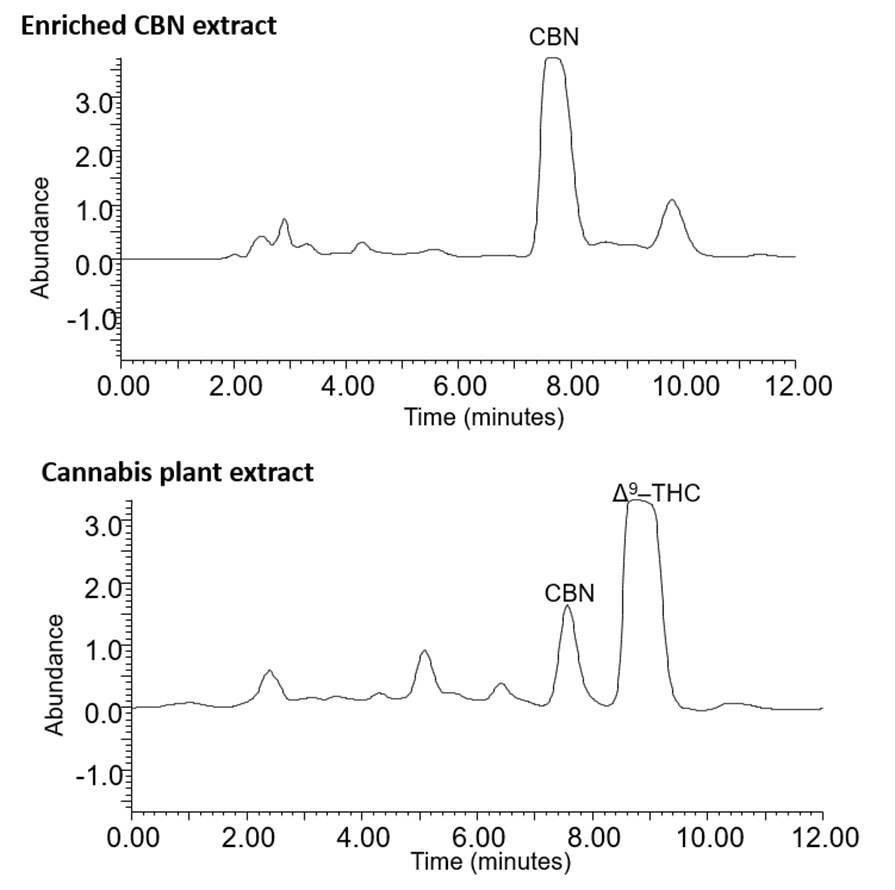 Enriched CBN extract
CBN
3.0
2.0
1.0
0.0
-1.0
Abundance
0.00 2.00 4.00 6.00 8.00 10.00 12.00
Time (minutes)
Cannabis plant extract
Δ⁹–THC
CBN
3.0
2.0
1.0
0.0
-1.0
Abundance
0.00 2.00 4.00 6.00 8.00 10.00 12.00
Time (minutes)